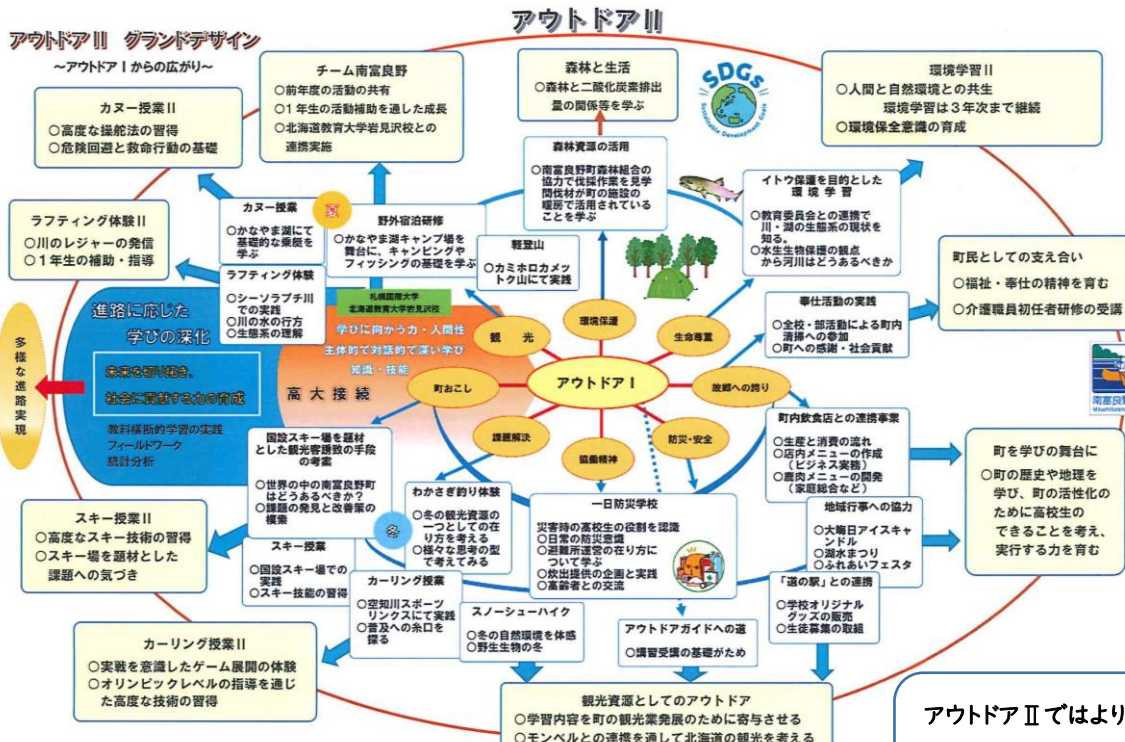 アウトドアⅡ
アウトドアⅡ グランドデザイン
~アウトドアⅠからの広がり~
カヌー授業Ⅱ
○高度な操舵法の習得
○危険回避と救命行動の基礎
チーム南富良野
○前年度の活動の共有
○1年生の活動補助を通した成長
○北海道教育大学岩見沢校との
連携実施
森林と生活
○森林と二酸化炭素排出
量の関係等を学ぶ
SDGs
Sustainable Development Goals
環境学習Ⅱ
○人間と自然環境との共生
環境学習は3年次まで継続
○環境保全意識の育成
ラフティング体験Ⅱ
○川のレジャーの発信
○1年生の補助・指導
カヌー授業
○かなやま湖にて
基礎的な乗艇を
学ぶ
夏
野外宿泊研修
○かなやま湖キャンプ場を
舞台に、キャンピングや
フィッシングの基礎を学ぶ
森林資源の活用
○南富良野町森林組合の
協力で伐採作業を見学
間伐材が町の施設の
暖房で活用されている
ことを学ぶ
軽登山
○カミホロカメッ
トク山にて実践
イトウ保護を目的とした
環境学習
○教育委員会との連携で
川・湖の生態系の現状を
知る。
○水生生物保護の観点
から河川はどうあるべきか
町民としての支え合い
○福祉・奉仕の精神を育む
○介護職員初任者研修の受講
ラフティング体験
○シーソラプチ川
での実践
○川の水の行方
○生態系の理解
札幌国際大学
北海道教育大学岩見沢校
学びに向かう力・人間性
主体的で対話的で深い学び
知識・技能
高大接続
進路に応じた
学びの深化
未来を切り拓き、
社会に貢献する力の育成
教科横断的学習の実践
フィールドワーク
統計分析
多様な進路実現
奉仕活動の実践
○全校・部活動による町内
清掃への参加
○町への感謝・社会貢献
観光
環境保護
生命尊重
町おこし
アウトドアⅠ
故郷への誇り
課題解決
協働精神
防災・安全
南富良野
町内飲食店との連携事業
○生産と消費の流れ
○店内メニューの作成
(ビジネス実務)
○鹿肉メニューの開発
(家庭総合など)
町を学びの舞台に
○町の歴史や地理を
学び、町の活性化の
ために高校生の
できることを考え、
実行する力を育む
国設スキー場を題材
とした観光客誘致の手段
の考案
○世界の中の南富良野町
はどうあるべきか?
○課題の発見と改善策の
模索
冬
わかさぎ釣り体験
○冬の観光資源の
一つとしての在
り方を考える
○様々な思考の型
で考えてみる
一日防災学校
災害時の高校生の役割を認識
○日常の防災意識
○避難所運営の在り方に
ついて学ぶ
○炊出提供の企画と実践
○高齢者との交流
地域行事への協力
○大晦日アイスキャ
ンドル
○湖水まつり
○ふれあいフェスタ
スキー授業Ⅱ
○高度なスキー技術の習得
○スキー場を題材とした
課題への気づき
スキー授業
○国設スキー場での
実践
○スキー技能の習得
カーリング授業
○空知川スポーツ
リンクスにて実践
○普及への糸口を
探る
スノーシューハイク
○冬の自然環境を体感
○野生生物の冬
アウトドアガイドへの道
○講習受講の基礎がため
「道の駅」との連携
○学校オリジナル
グッズの販売
○生徒募集の取組
カーリング授業Ⅱ
○実戦を意識したゲーム展開の体験
○オリンピックレベルの指導を通じ
た高度な技術の習得
観光資源としてのアウトドア
○学習内容を町の観光業発展のために寄与させる
○モンベルとの連携を通して北海道の観光を考える
アウトドアⅡではより